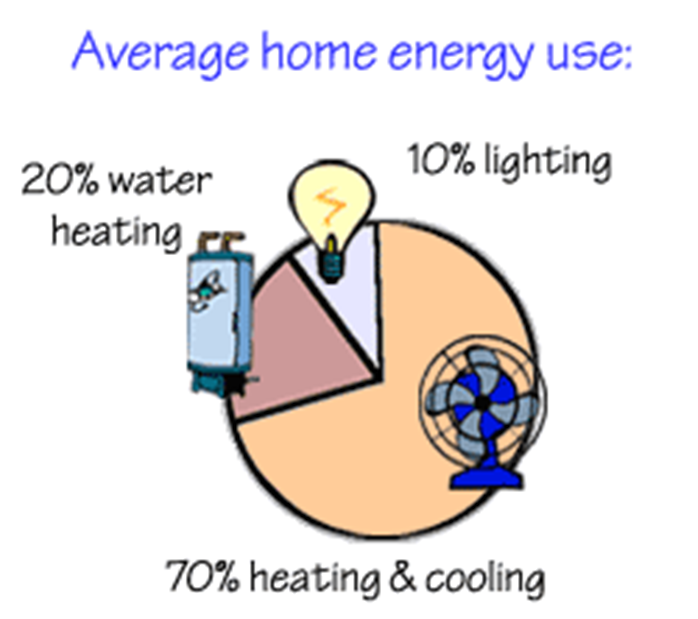 Average home energy use:
20% water
heating
10% lighting
70% heating & cooling